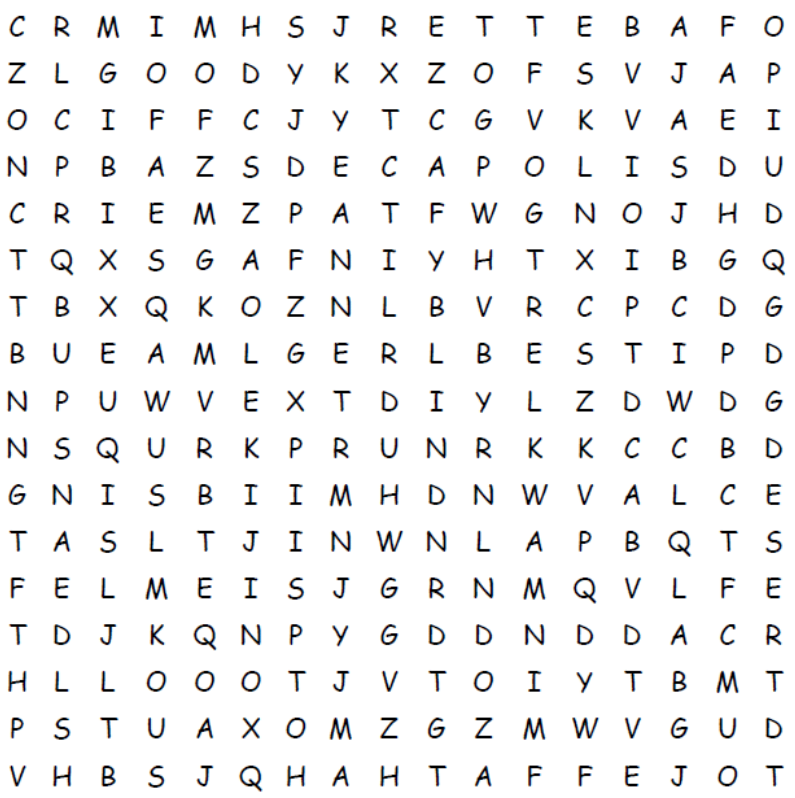 C R M I M H S J R E T T E B A F O
Z L G O O D Y K X Z O F S V J A P
O C I F F C J Y T C G V K V A E I
N P B A Z S D E C A P O L I S D U
C R I E M Z P A T F W G N O J H D
T Q X S G A F N I Y H T X I B G Q
T B X Q K O Z N L B V R C P C D G
B U E A M L G E R L B E S T I P D
N P U W V E X T D I Y L Z D W D G
N S Q U R K P R U N R K K C C B D
G N I S B I I M H D N W V A L C E
T A S L T J I N W N L A P B Q T S
F E L M E I S J G R N M Q V L F E
T D J K Q N P Y G D D N D D A C R
H L L O O O T J V T O I Y T B M T
P S T U A X O M Z G Z M W V G U D
V H B S J Q H A H T A F F E J O T